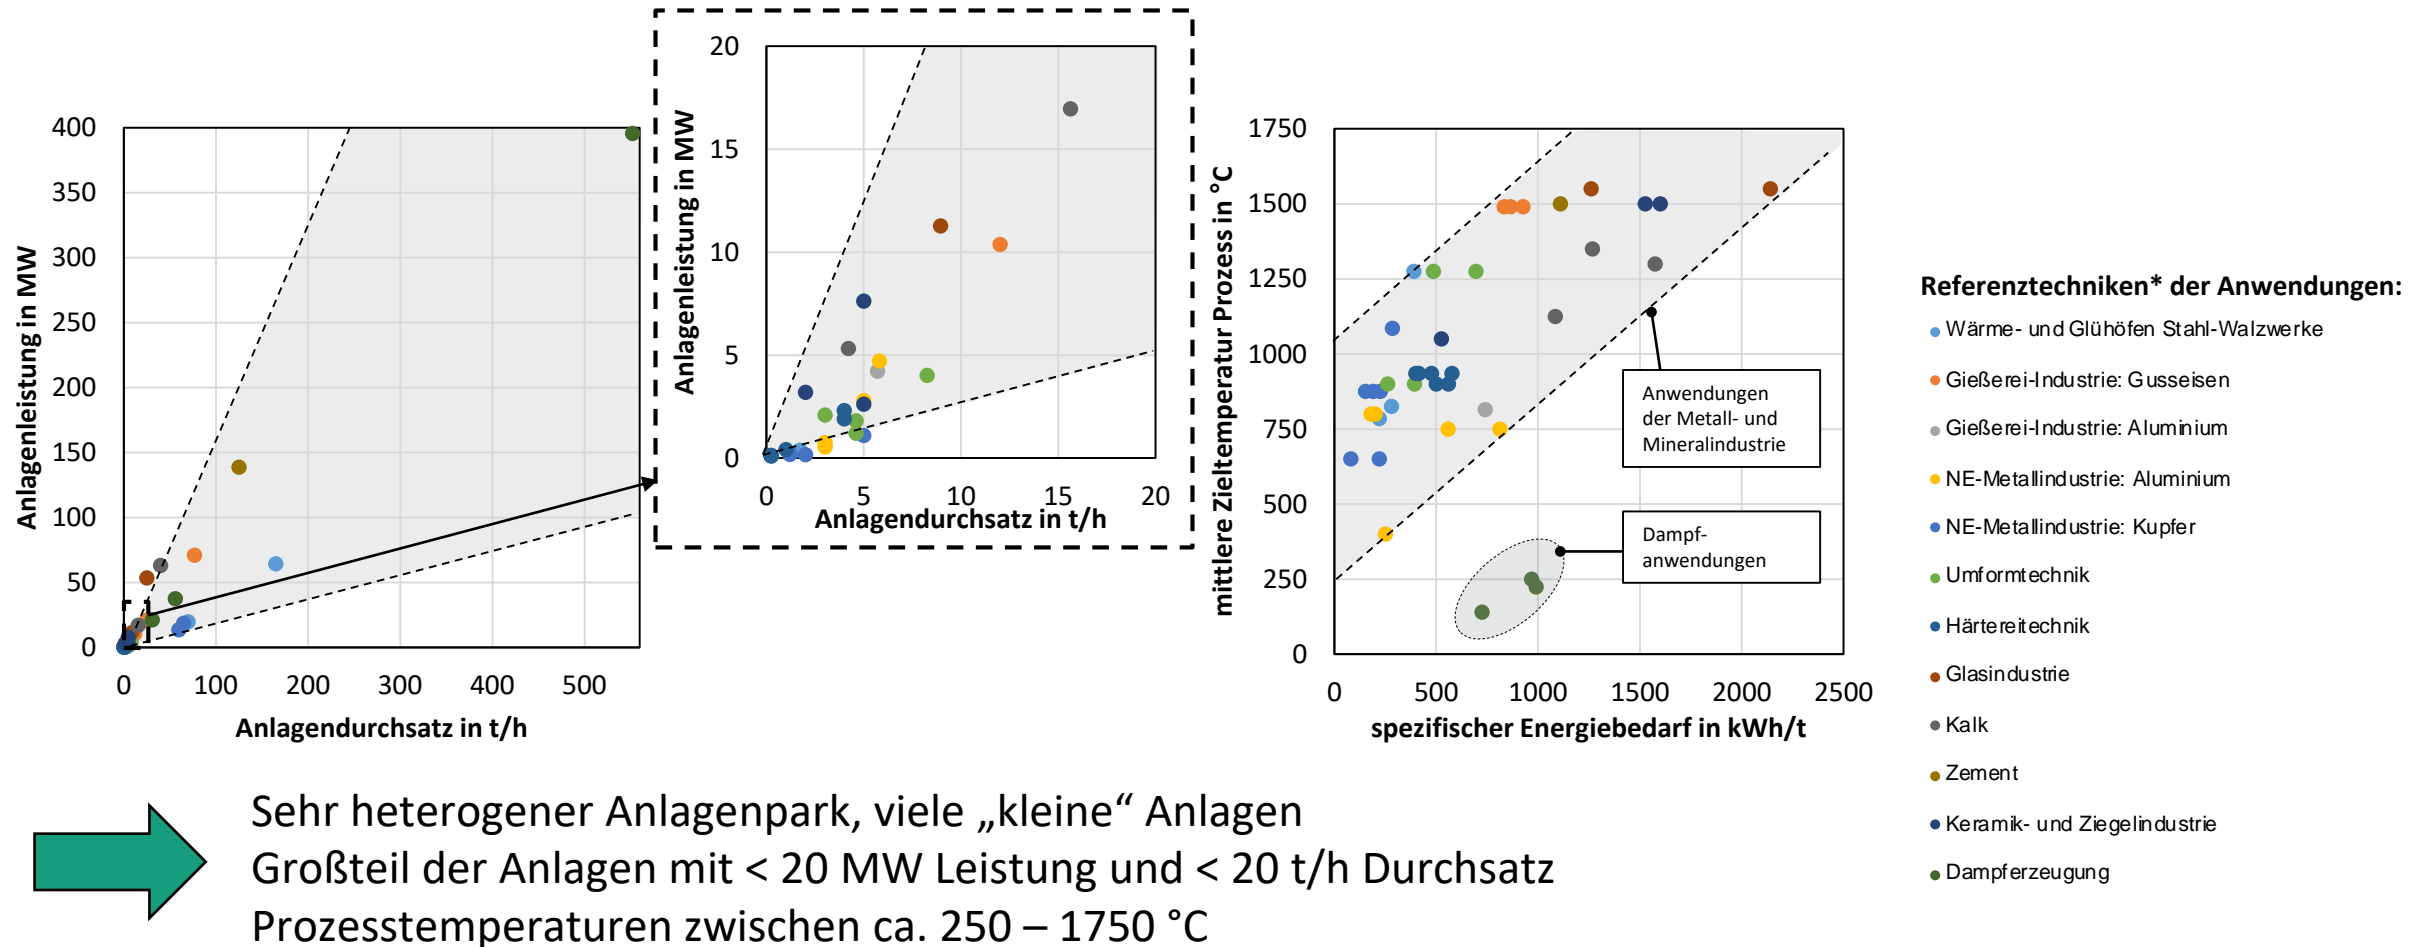 Anlagenleistung in MW
400
350
300
250
200
150
100
50
0
0 100 200 300 400 500
Anlagendurchsatz in t/h
Anlagenleistung in MW
20
15
10
5
0
0 5 10 15 20
Anlagendurchsatz in t/h
mittlere Zieltemperatur Prozess in °C
1750
1500
1250
1000
750
500
250
0
0 500 1000 1500 2000 2500
spezifischer Energiebedarf in kWh/t
Anwendungen
der Metall- und
Mineralindustrie
Dampf-
anwendungen
Referenztechniken* der Anwendungen:
Wärme- und Glühöfen Stahl-Walzwerke
Gießerei-Industrie: Gusseisen
Gießerei-Industrie: Aluminium
NE-Metallindustrie: Aluminium
NE-Metallindustrie: Kupfer
Umformtechnik
Härtereitechnik
Glasindustrie
Kalk
Zement
Keramik- und Ziegelindustrie
Dampferzeugung
Sehr heterogener Anlagenpark, viele „kleine“ Anlagen
Großteil der Anlagen mit < 20 MW Leistung und < 20 t/h Durchsatz
Prozesstemperaturen zwischen ca. 250 – 1750 °C